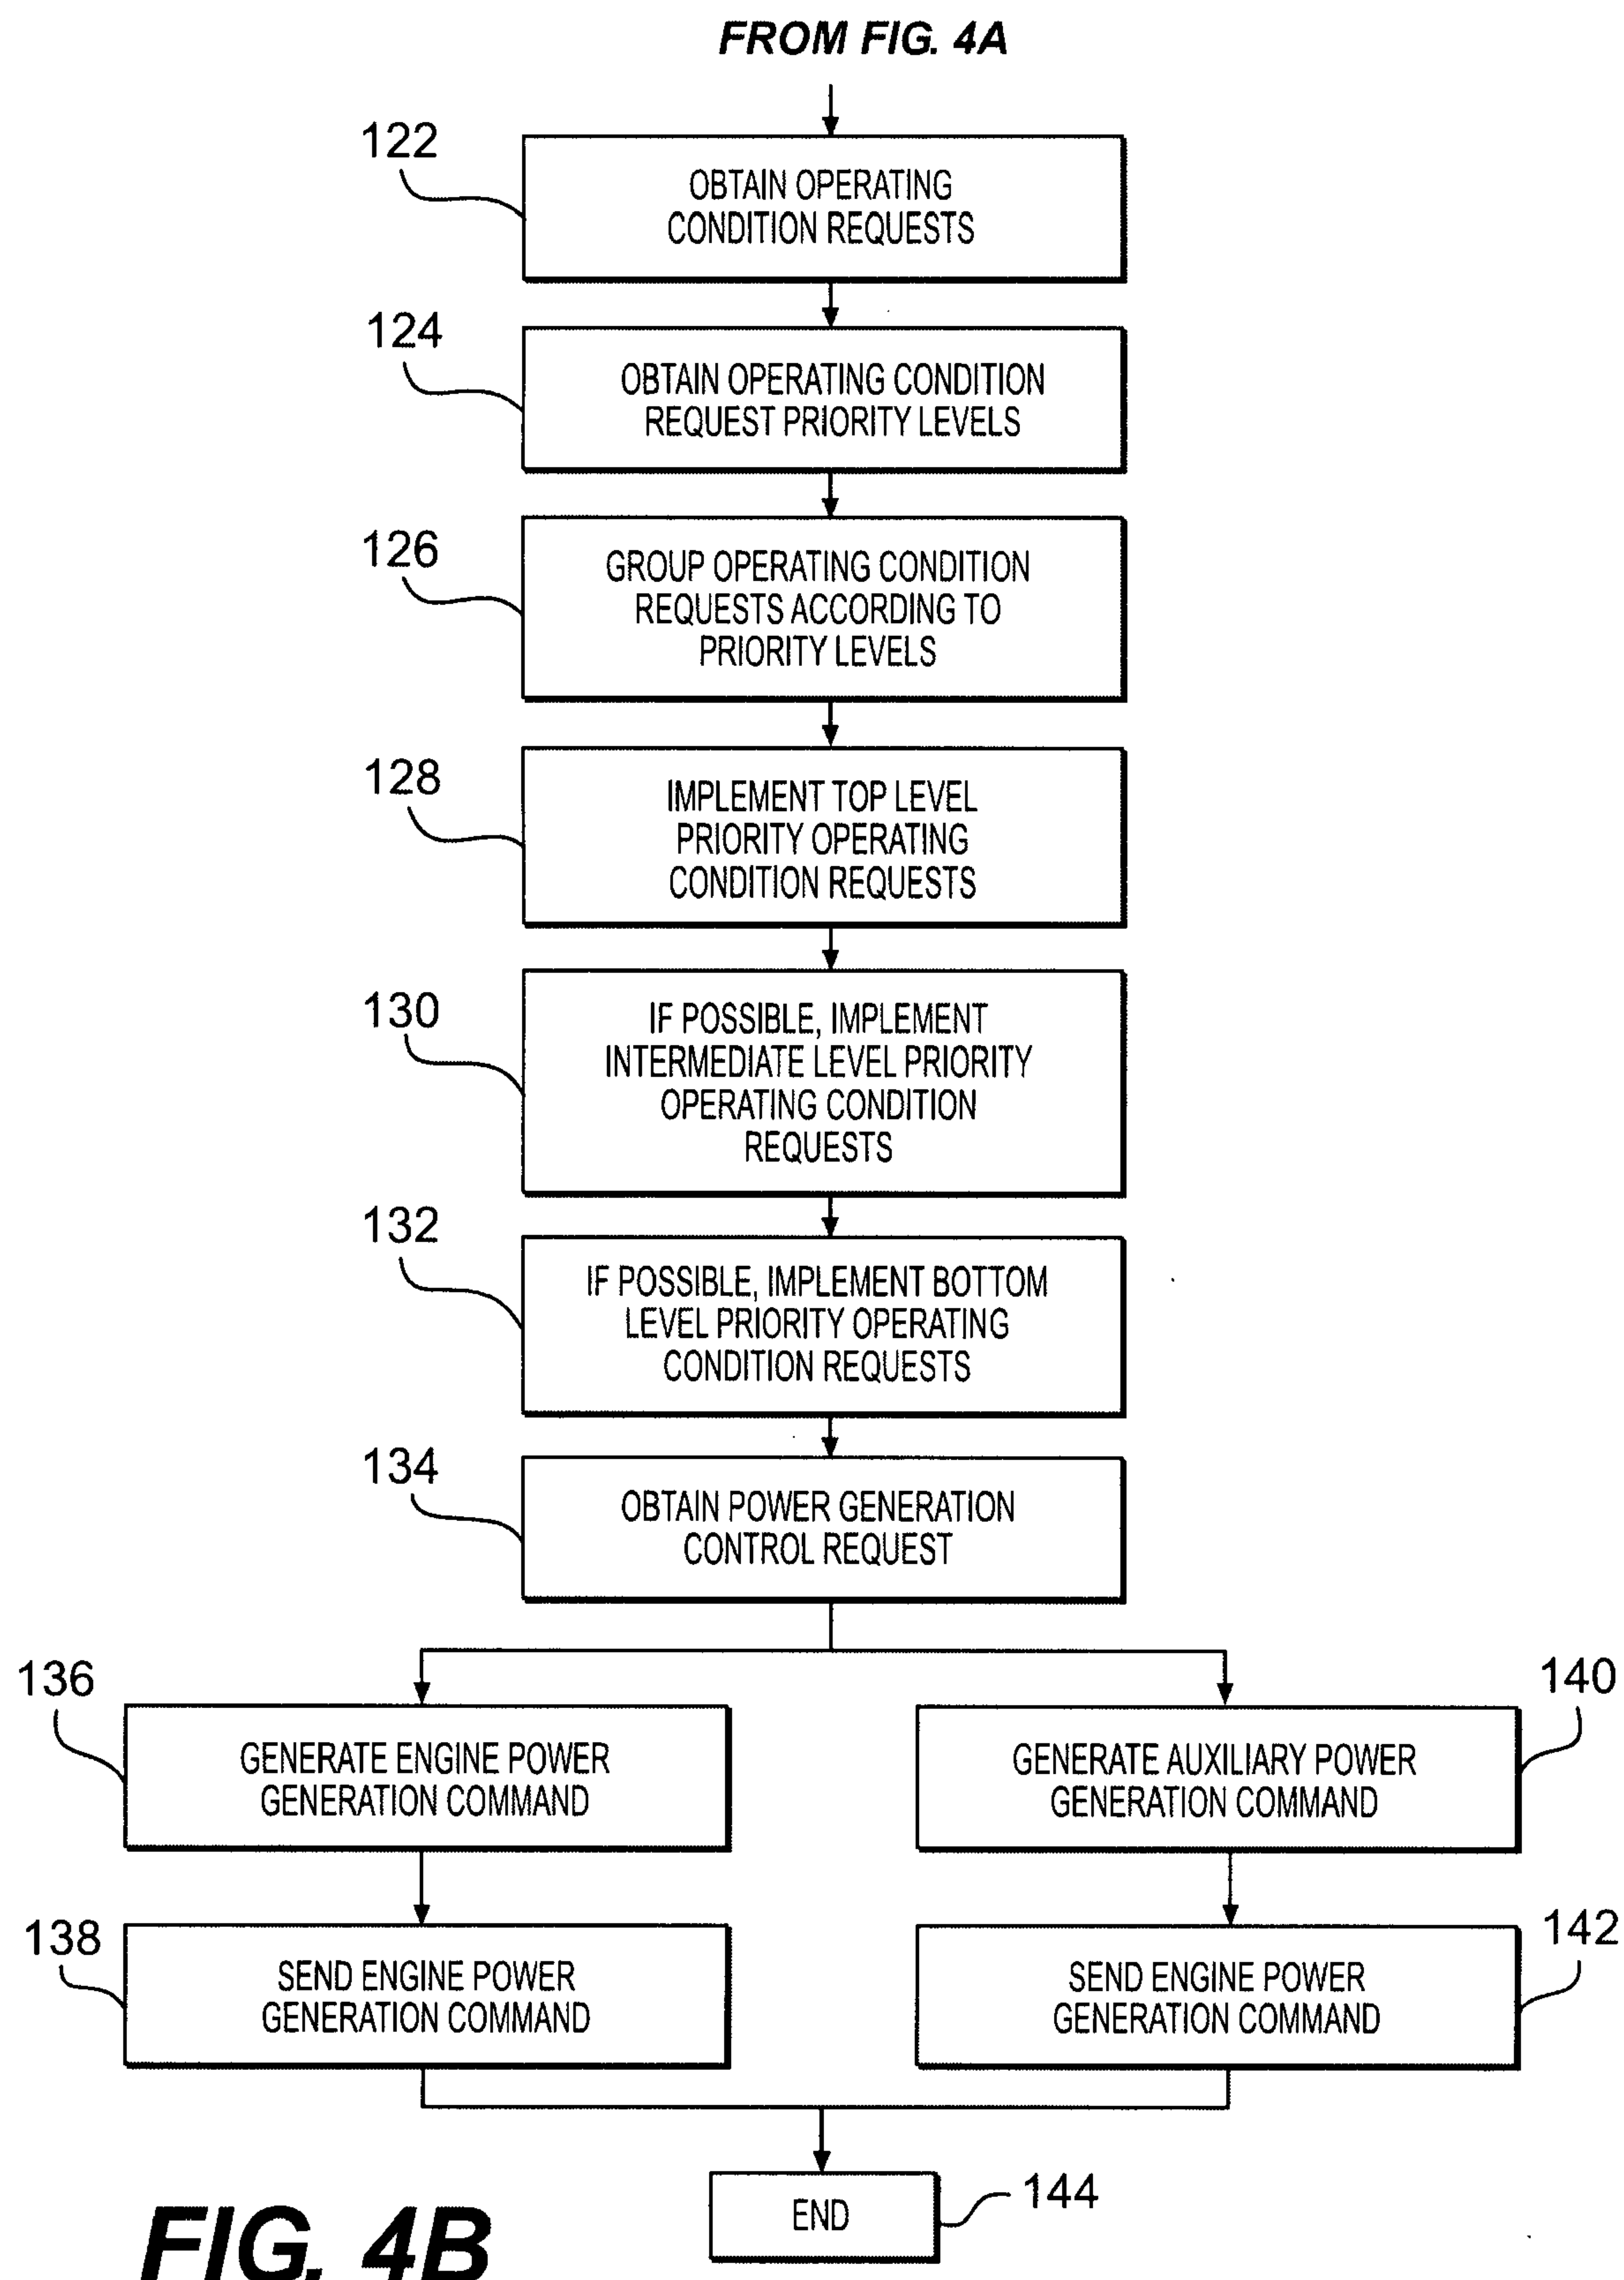 FROM FIG. 4A
122
OBTAIN OPERATING
CONDITION REQUESTS
124
OBTAIN OPERATING CONDITION
REQUEST PRIORITY LEVELS
126
GROUP OPERATING CONDITION
REQUESTS ACCORDING TO
PRIORITY LEVELS
128
IMPLEMENT TOP LEVEL
PRIORITY OPERATING
CONDITION REQUESTS
130
IF POSSIBLE, IMPLEMENT
INTERMEDIATE LEVEL PRIORITY
OPERATING CONDITION
REQUESTS
132
IF POSSIBLE, IMPLEMENT BOTTOM
LEVEL PRIORITY OPERATING
CONDITION REQUESTS
134
OBTAIN POWER GENERATION
CONTROL REQUEST
136
GENERATE ENGINE POWER
GENERATION COMMAND
140
GENERATE AUXILIARY POWER
GENERATION COMMAND
138
SEND ENGINE POWER
GENERATION COMMAND
142
SEND ENGINE POWER
GENERATION COMMAND
END
144
FIG. 4B